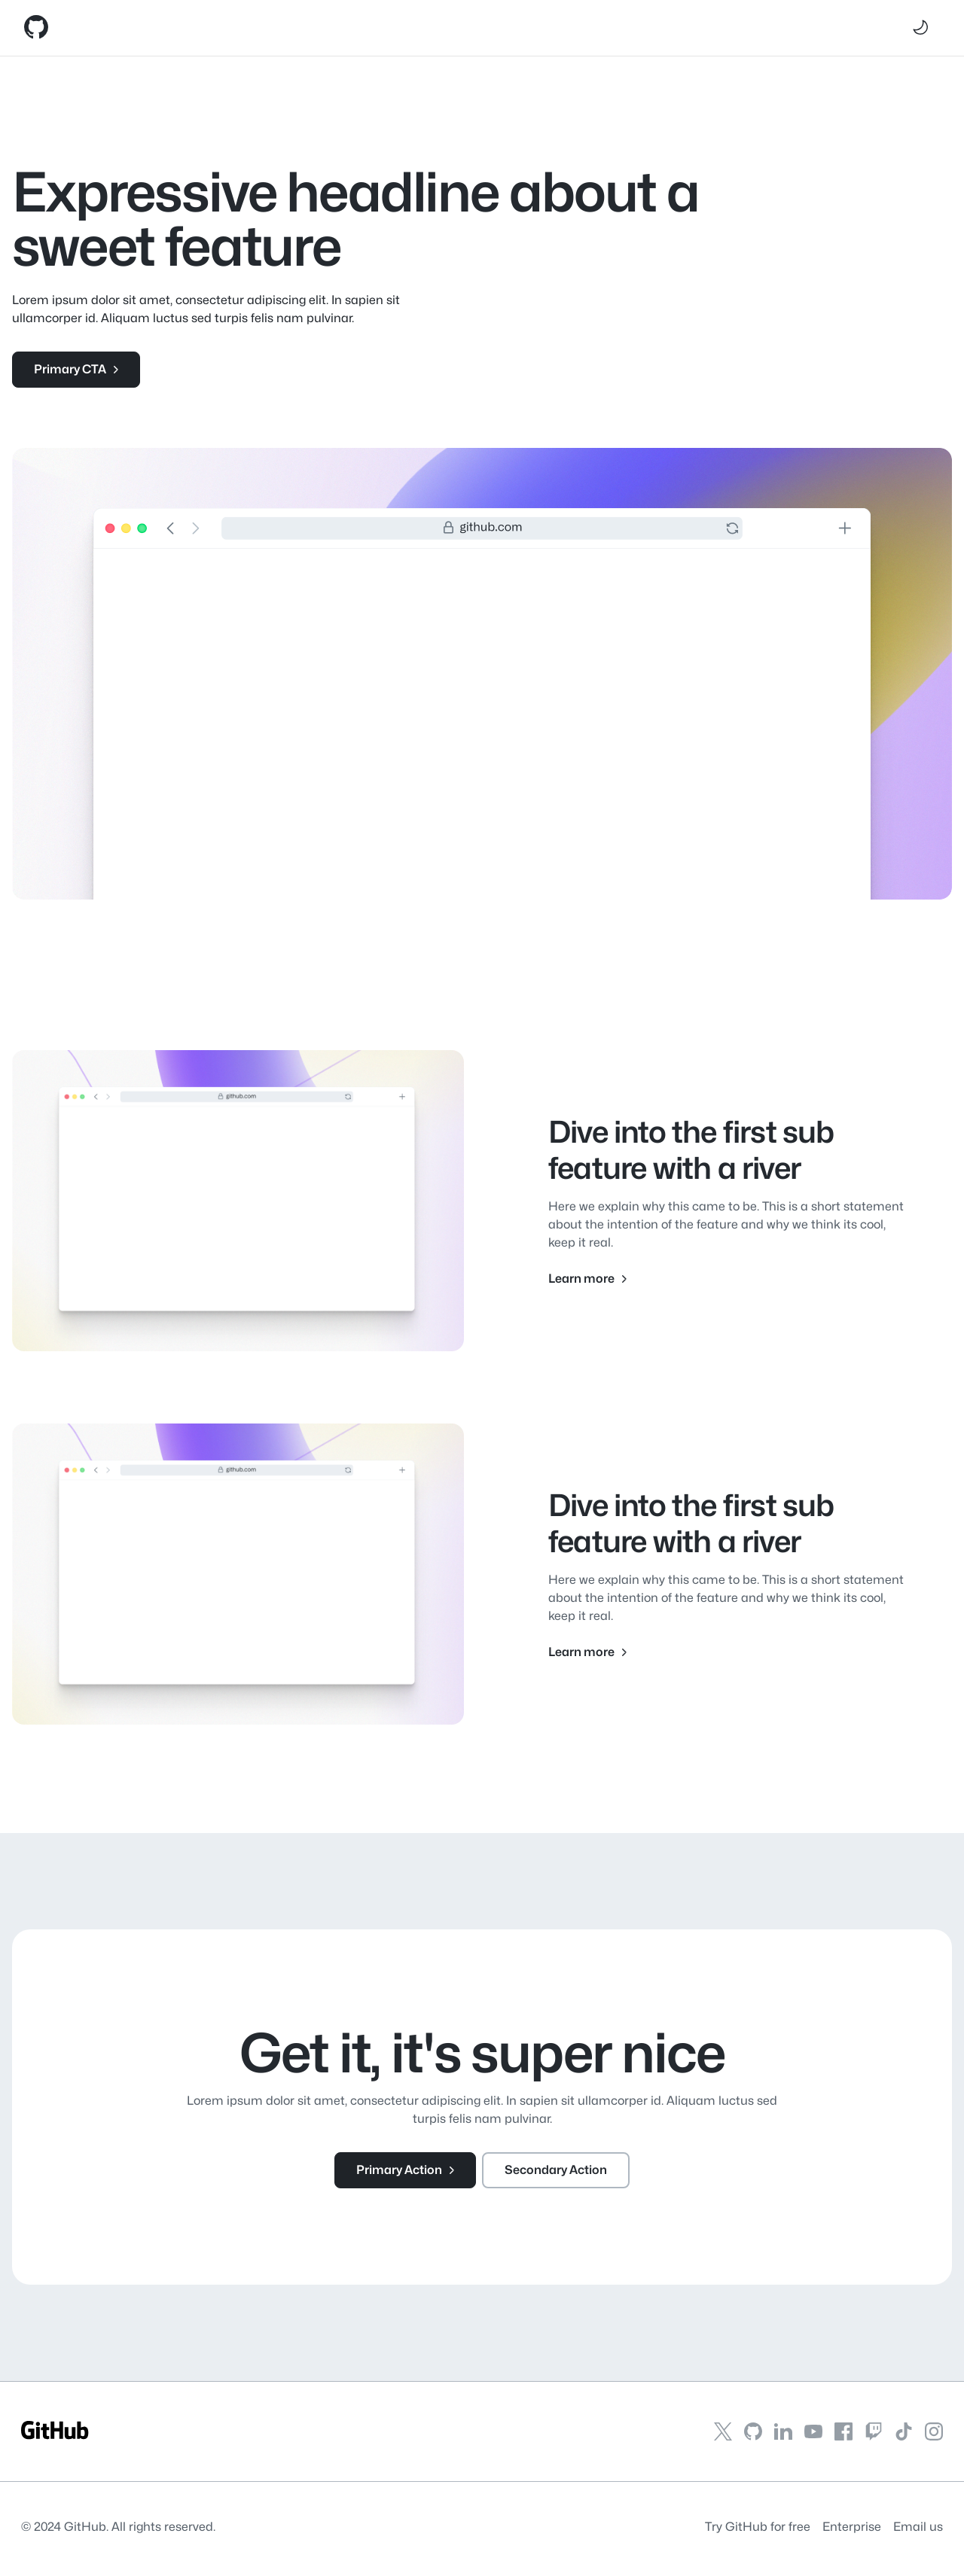 Expressive headline about a
sweet feature
Lorem ipsum dolor sit amet, consectetur adipiscing elit. In sapien sit
ullamcorper id. Aliquam luctus sed turpis felis nam pulvinar.
Primary CTA
github.com
github.com
Dive into the first sub
feature with a river
Here we explain why this came to be. This is a short statement
about the intention of the feature and why we think its cool,
keep it real.
Learn more
github.com
Dive into the first sub
feature with a river
Here we explain why this came to be. This is a short statement
about the intention of the feature and why we think its cool,
keep it real.
Learn more
Get it, it's super nice
Lorem ipsum dolor sit amet, consectetur adipiscing elit. In sapien sit ullamcorper id. Aliquam luctus sed
turpis felis nam pulvinar.
Primary Action
Secondary Action
GitHub
© 2024 GitHub. All rights reserved.
Try GitHub for free Enterprise Email us